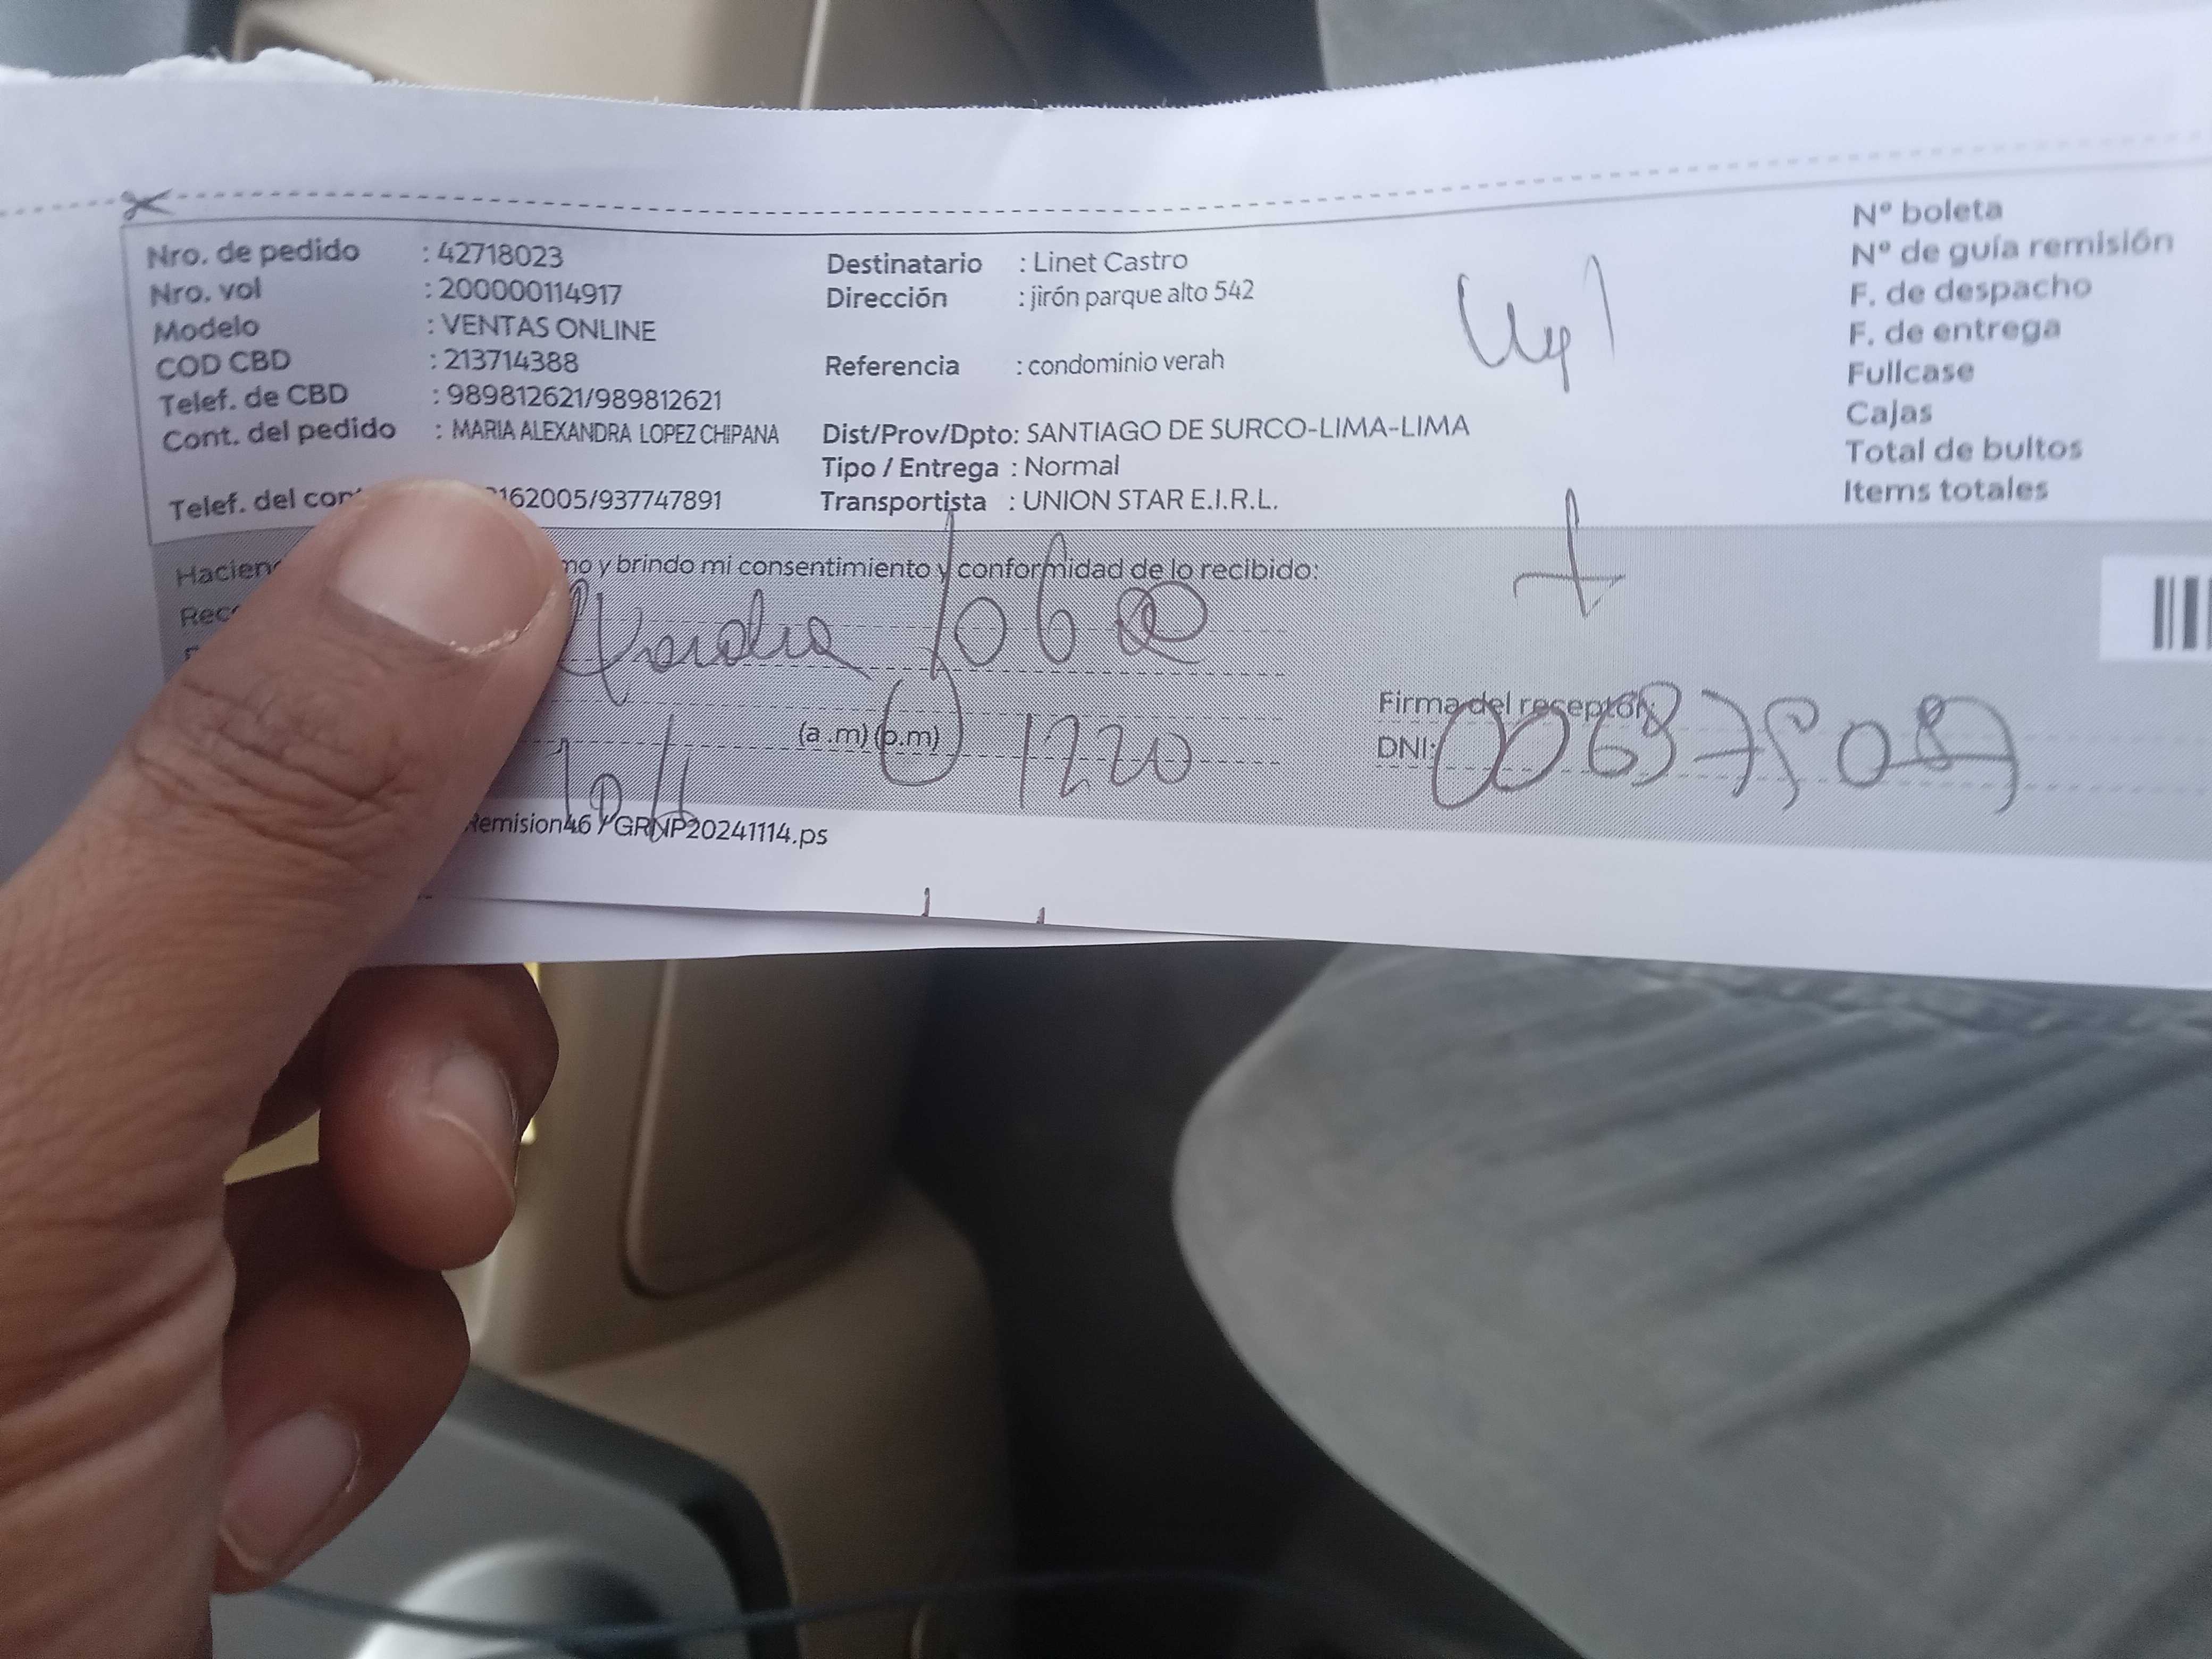 Nro. de pedido : 42718023
Nro. vol : 200000114917
Modelo : VENTAS ONLINE
COD CBD : 213714388
Telef. de CBD : 989812621/989812621
Cont. del pedido : MARIA ALEXANDRA LOPEZ CHIPANA
Telef. del con 162005/937747891
Destinatario : Linet Castro
Dirección : jirón parque alto 542
Referencia : condominio verah
Dist/Prov/Dpto: SANTIAGO DE SURCO-LIMA-LIMA
Tipo / Entrega : Normal
Transportista : UNION STAR E.I.R.L.
Nº boleta
Nº de guía remisión
F. de despacho
F. de entrega
Fullcase
Cajas
Total de bultos
Items totales
Hacien mo y brindo mi consentimiento y conformidad de lo recibido:
(a.m) (p.m) 1220
Firma del receptor:
DNI:
Remision46 / GRNP20241114.ps